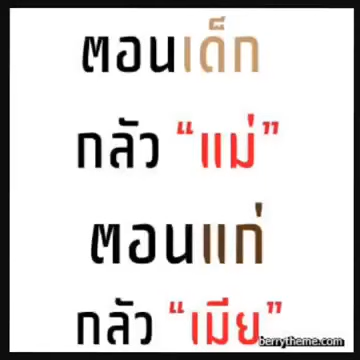 ตอนเด็ก
กลัว “แม่”
ตอนแก่
กลัว “เมีย”
berrytheme.com